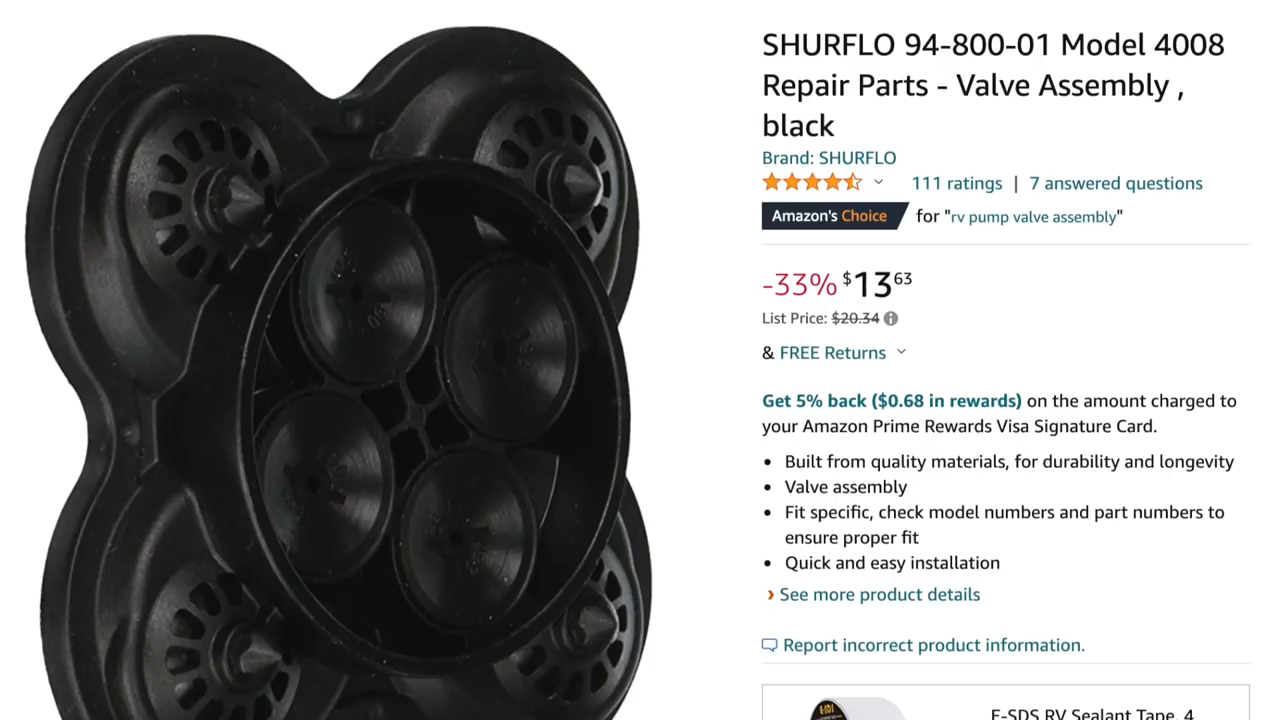 SHURFLO 94-800-01 Model 4008
Repair Parts - Valve Assembly ,
black
Brand: SHURFLO
111 ratings | 7 answered questions
Amazon's Choice for "rv pump valve assembly"
-33% $13 63
List Price: $20.34
& FREE Returns
Get 5% back ($0.68 in rewards) on the amount charged to
your Amazon Prime Rewards Visa Signature Card.
• Built from quality materials, for durability and longevity
• Valve assembly
• Fit specific, check model numbers and part numbers to
ensure proper fit
• Quick and easy installation
› See more product details
Report incorrect product information.
E-SDS RV Sealant Tape, 4
E-SDS